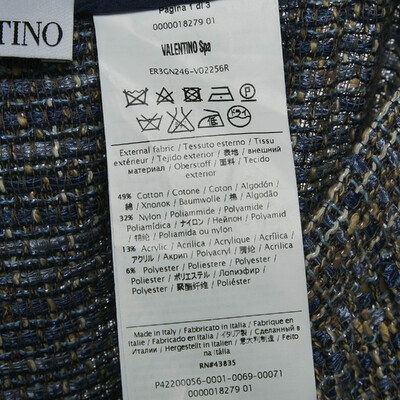 TINO
Pagina 1 di 3
0000018279 01
VALENTINO Spa
ER3GN246-V02256R
P
External fabric / Tessuto esterno / Tissu
extérieur / Tejido exterior / 表地 / внешний
материал / Oberstoff / 面料 / Tecido
exterior
49% Cotton / Cotone / Coton / Algodón /
綿 / Хлопок / Baumwolle / 棉 / Algodão
32% Nylon / Poliammide / Polyamide /
Poliamídica / ナイロン / Нейлон / Polyamid
/ 锦纶 / Poliamida ou nylon
13% Acrylic / Acrilica / Acrylique / Acrílica /
アクリル / Акрил / Polyacryl / 腈纶 / Acrílico
6% Polyester / Poliestere / Polyester /
Poliéster / ポリエステル / Полиэфир /
Polyester / 聚酯纤维 / Poliéster
Made in Italy / Fabbricato in Italia / Fabriqué en
Italie / Fabricado en Italia / イタリア製 / Сделанный в
Италии / Hergestellt in Italien / 意大利制造 / Feito
na Itália
RN#43835
P42200056-0001-0069-00071
0000018279 01